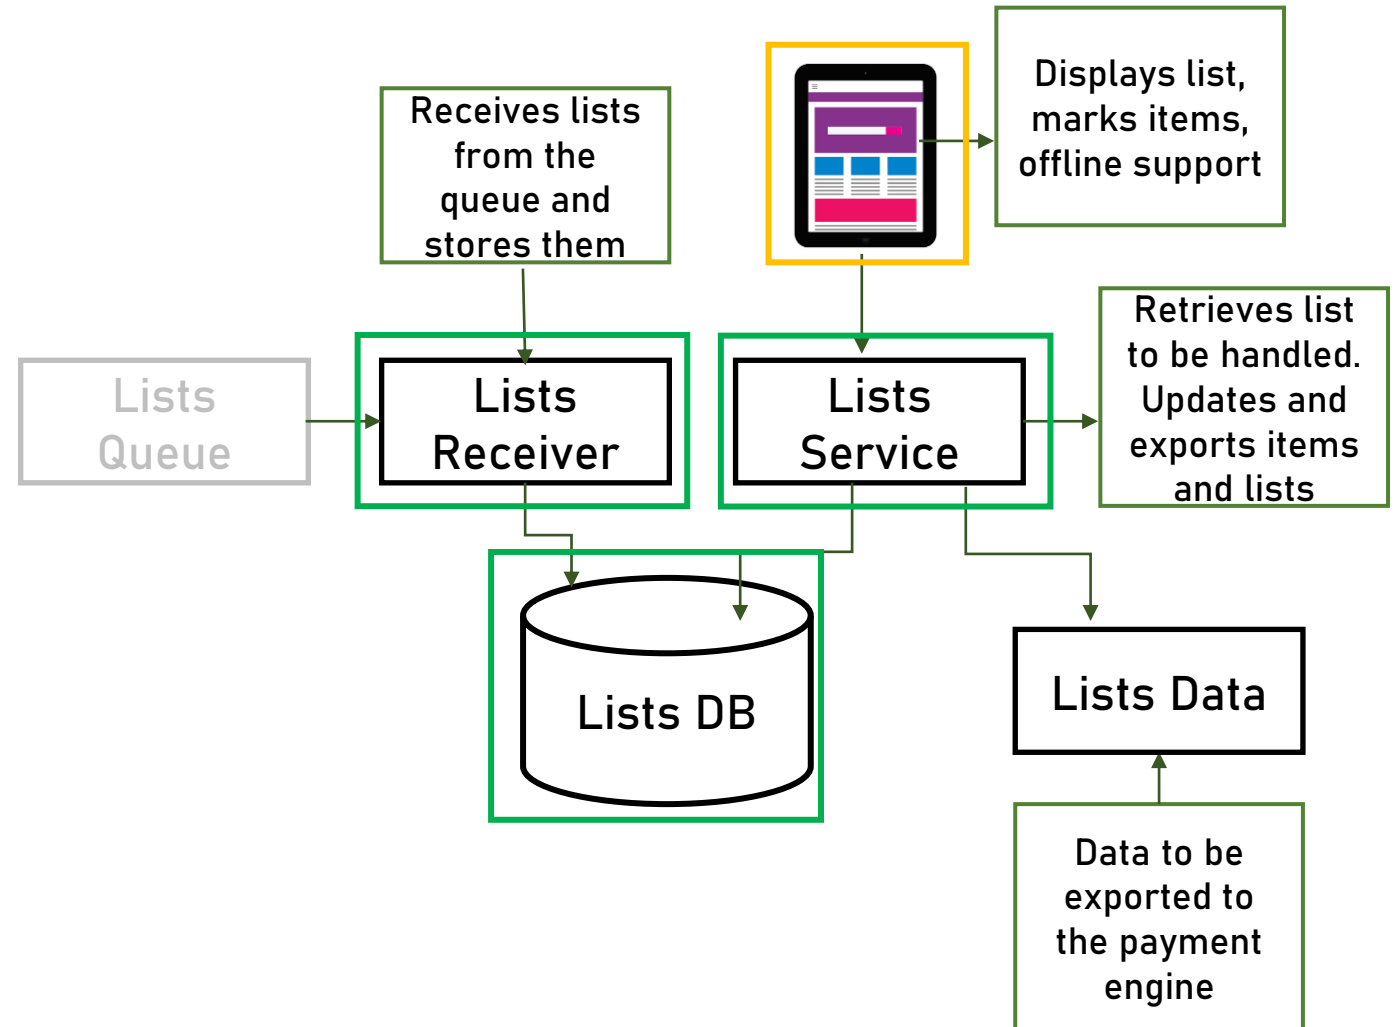 Displays list,
marks items,
offline support
Receives lists
from the
queue and
stores them
Retrieves list
to be handled.
Updates and
exports items
and lists
Lists
Queue
Lists
Receiver
Lists
Service
Lists DB
Lists Data
Data to be
exported to
the payment
engine